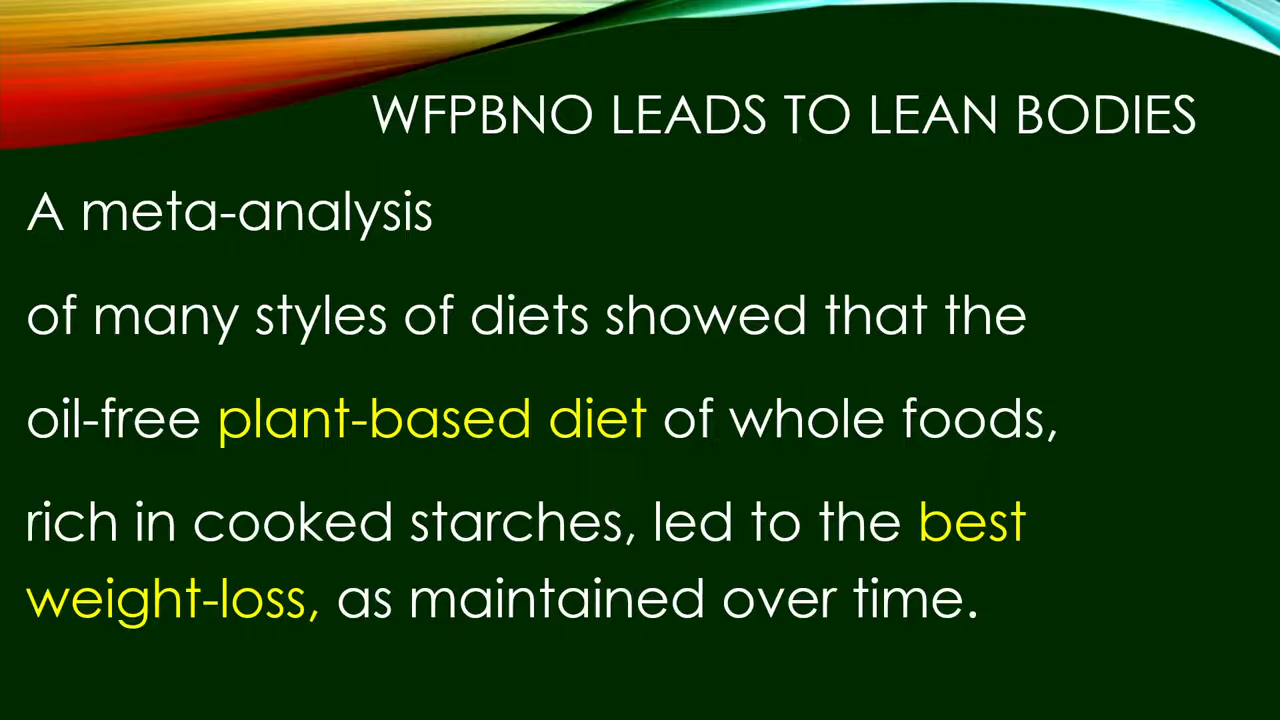 WFPBNO LEADS TO LEAN BODIES
A meta-analysis
of many styles of diets showed that the
oil-free plant-based diet of whole foods,
rich in cooked starches, led to the best
weight-loss, as maintained over time.